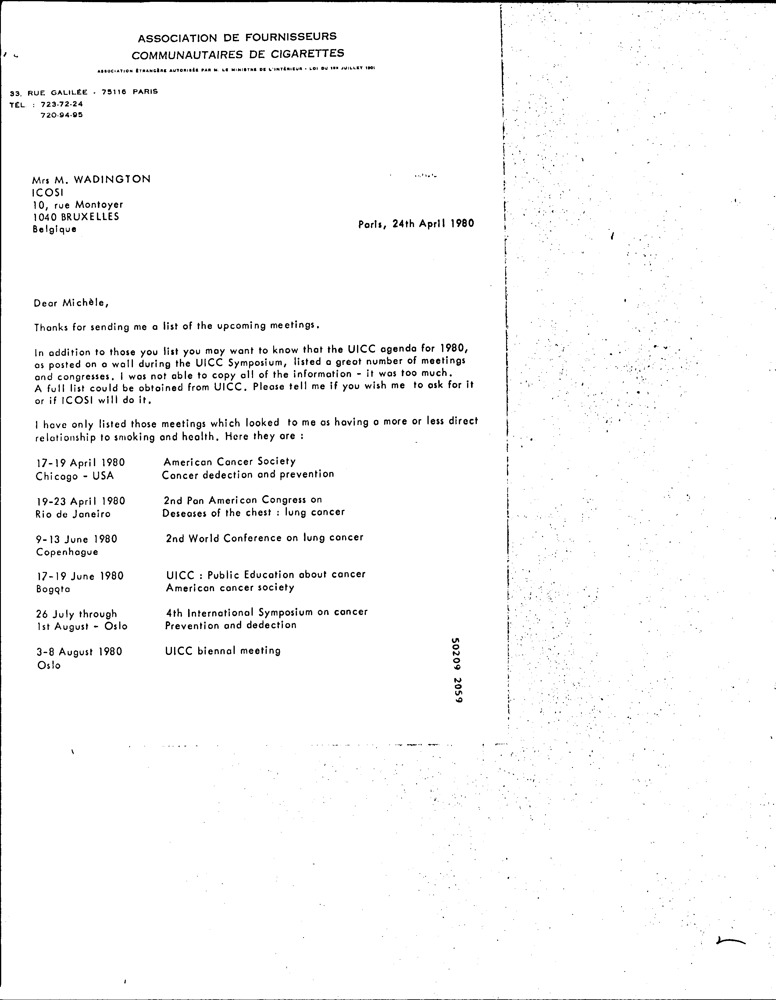 ASSOCIATION DE FOURNISSEURS
COMMUNAUTAIRES DE CIGARETTES
ASSOCIATION ÉTRANGÈRE AUTORISÉE PAR M. LE MINISTRE DE L'INTÉRIEUR - LOI DU 1ER JUILLET 1901
33, RUE GALILÉE - 75116 PARIS
TÉL : 723-72-24
720-94-95
Mrs M. WADINGTON
ICOSI
10, rue Montoyer
1040 BRUXELLES
Belgique
Paris, 24th April 1980
Dear Michèle,
Thanks for sending me a list of the upcoming meetings.
In addition to those you list you may want to know that the UICC agenda for 1980,
as posted on a wall during the UICC Symposium, listed a great number of meetings
and congresses. I was not able to copy all of the information - it was too much.
A full list could be obtained from UICC. Please tell me if you wish me to ask for it
or if ICOSI will do it.
I have only listed those meetings which looked to me as having a more or less direct
relationship to smoking and health. Here they are :
17-19 April 1980 American Cancer Society
Chicago - USA Cancer dedection and prevention
19-23 April 1980 2nd Pan American Congress on
Rio de Janeiro Deseases of the chest : lung cancer
9-13 June 1980 2nd World Conference on lung cancer
Copenhague
17-19 June 1980 UICC : Public Education about cancer
Bogota American cancer society
26 July through 4th International Symposium on cancer
1st August - Oslo Prevention and dedection
3-8 August 1980 UICC biennal meeting
Oslo
50209 2059